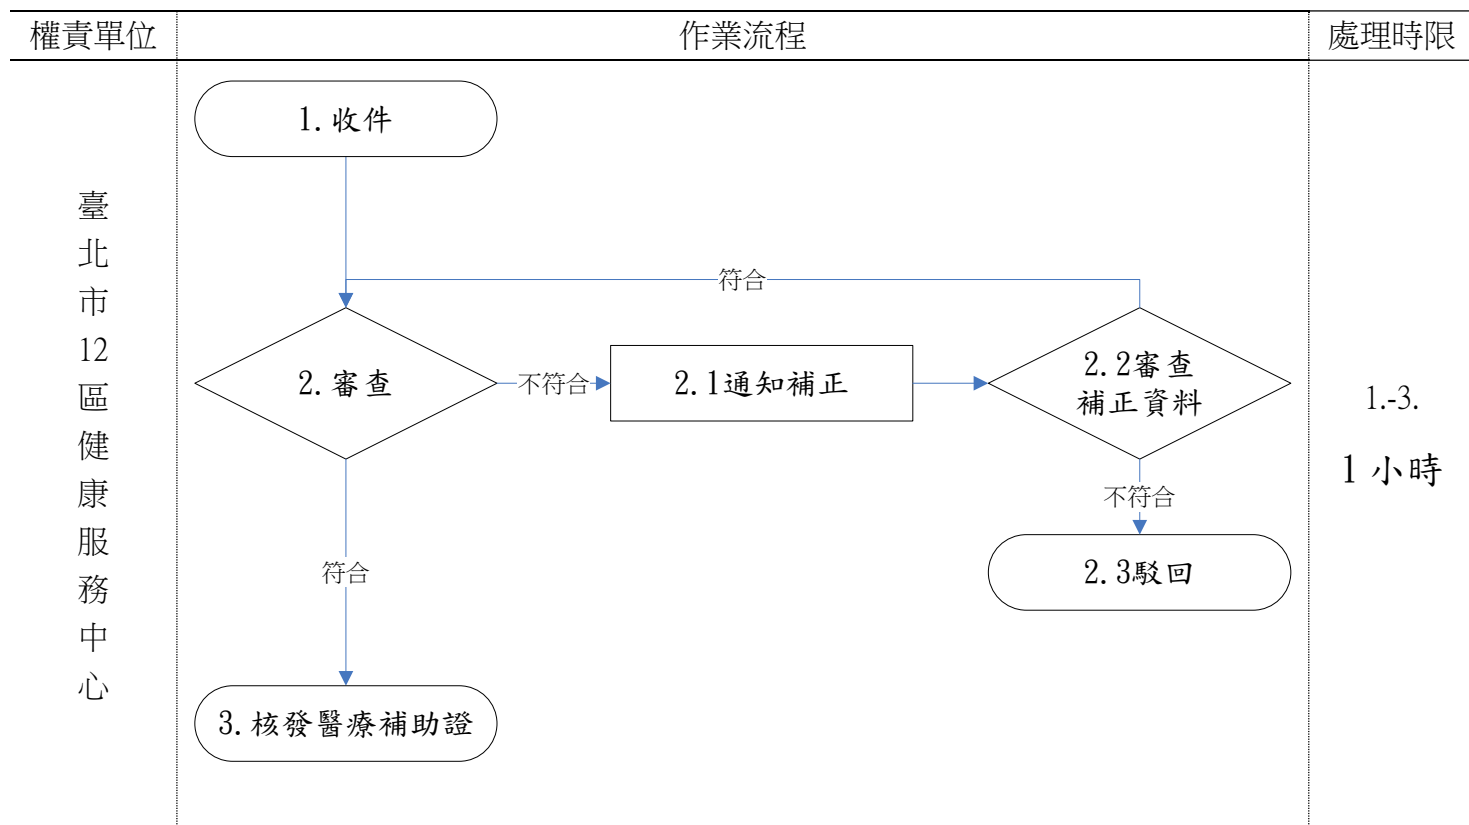 權責單位
作業流程
處理時限
臺
北
市
12
區
健
康
服
務
中
心
1.收件
符合
2.審查
不符合
2.1通知補正
2.2審查
補正資料
不符合
2.3駁回
符合
3.核發醫療補助證
1.-3.
1 小時